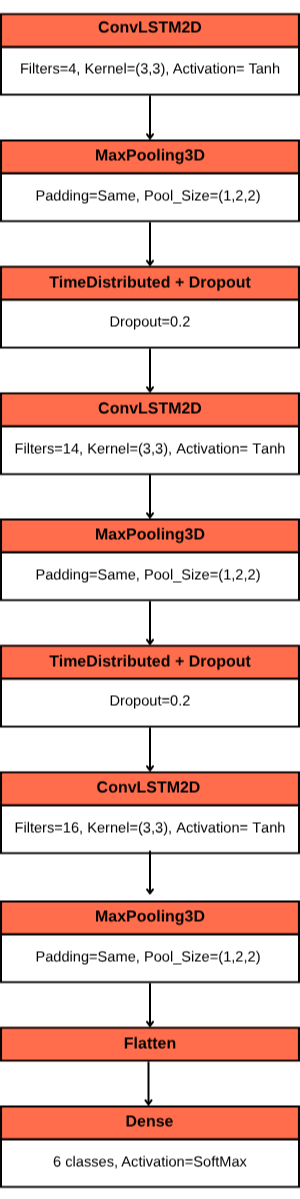 ConvLSTM2D
Filters=4, Kernel=(3,3), Activation= Tanh
MaxPooling3D
Padding=Same, Pool_Size=(1,2,2)
TimeDistributed + Dropout
Dropout=0.2
ConvLSTM2D
Filters=14, Kernel=(3,3), Activation= Tanh
MaxPooling3D
Padding=Same, Pool_Size=(1,2,2)
TimeDistributed + Dropout
Dropout=0.2
ConvLSTM2D
Filters=16, Kernel=(3,3), Activation= Tanh
MaxPooling3D
Padding=Same, Pool_Size=(1,2,2)
Flatten
Dense
6 classes, Activation=SoftMax